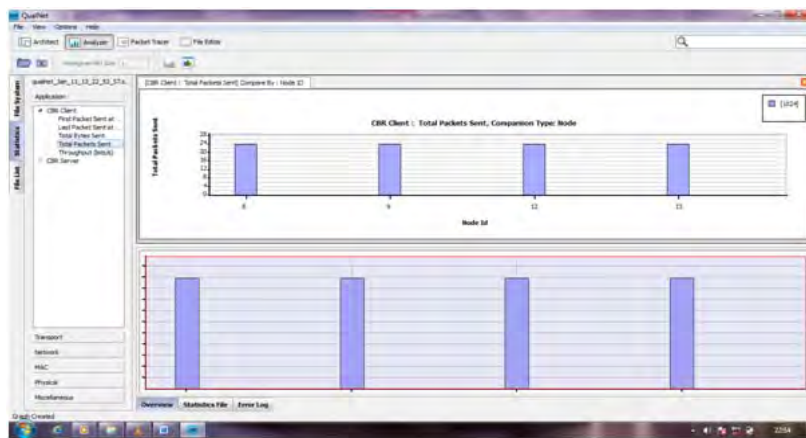 QualNet
File View Options Help
Architect Analyzer Packet Tracer File Editor
File System
Statistics
File List
Application
CBR Client
First Packet Sent at
Last Packet Sent at
Total Bytes Sent
Total Packets Sent
Throughput (bits/s)
CBR Server
Transport
Network
MAC
Physical
Miscellaneous
[CBR Client : Total Packets Sent] Compare By : Node ID
CBR Client : Total Packets Sent, Comparison Type: Node
[1024]
Total Packets Sent
28
24
20
16
12
8
4
0
Node Id
Overview Statistics File Error Log
Graph Created
22:54